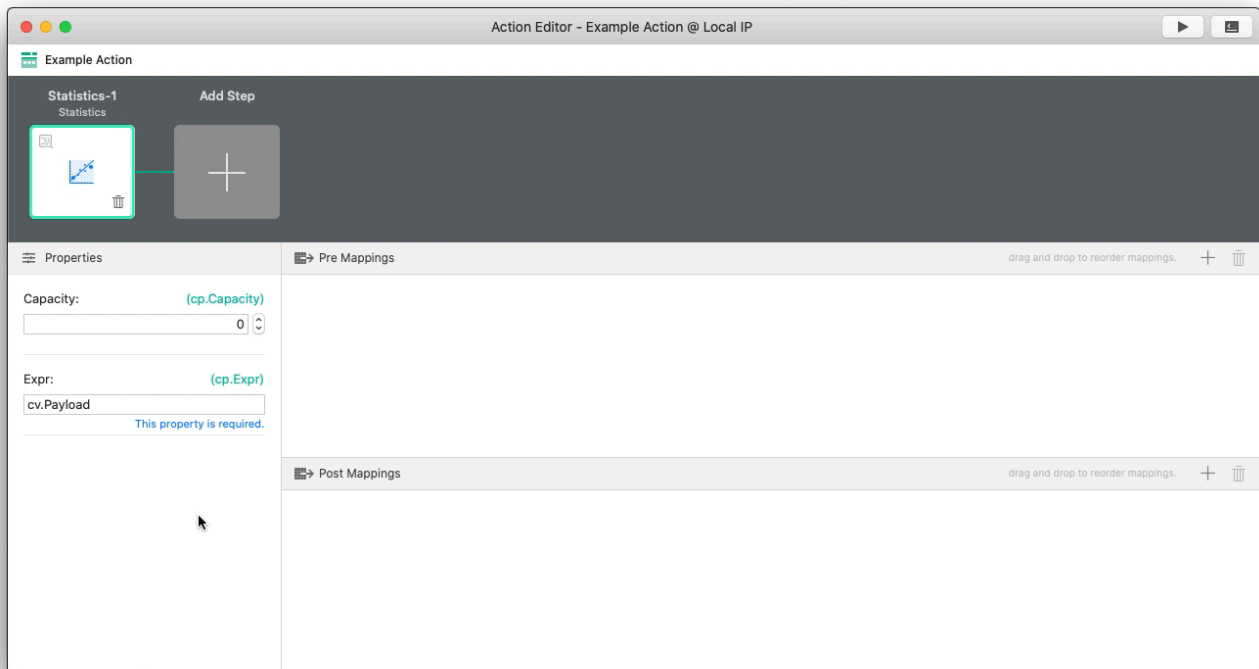 Action Editor - Example Action @ Local IP
Example Action
Statistics-1
Statistics
Add Step
Properties
Capacity:
(cp.Capacity)
0
Expr:
(cp.Expr)
cv.Payload
This property is required.
Pre Mappings
drag and drop to reorder mappings.
Post Mappings
drag and drop to reorder mappings.